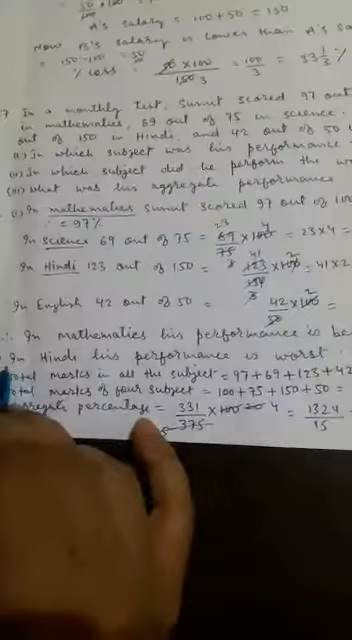 A's salary = 100 + 50 = 150
Now B's salary is lower than A's sa
= 150 - 100 = 50
% less = 50 × 100 / 150 3 = 100/3 = 33 1/3 %
7 In a monthly test, Sumit scored 97 out
in mathematics, 69 out of 75 in science.
out of 150 in Hindi, and 42 out of 50 i
(i) In which subject was his performance
(ii) In which subject did he perform the wo
(iii) What was his aggregate performance
(i) In mathematics Sumit scored 97 out of 100
∴ = 97%
In Science 69 out of 75 = 69/75 × 100 = 23 × 4 =
In Hindi 123 out of 150 = 123/150 × 100 = 41 × 2
In English 42 out of 50 = 42 × 100 / 50 =
∴ In mathematics his performance is be
In Hindi his performance is worst.
Total marks in all the subject = 97 + 69 + 123 + 42
otal marks of four subject = 100 + 75 + 150 + 50 =
ggregate percentage = 331/375 × 100 20 4 = 1324/15